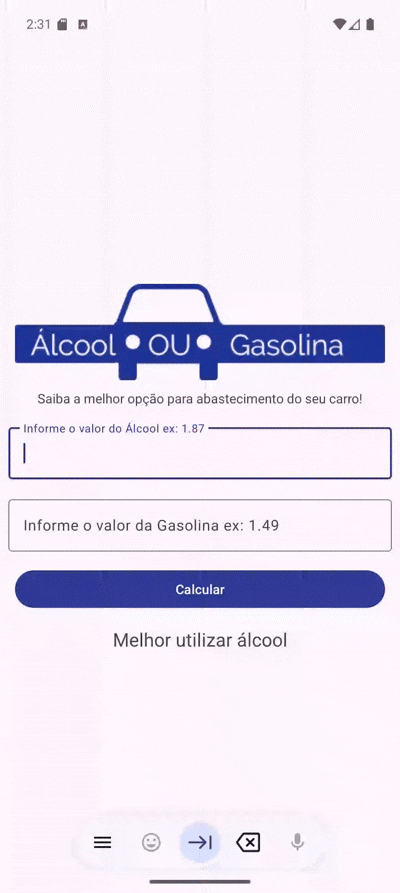 2:31
Álcool OU Gasolina
Saiba a melhor opção para abastecimento do seu carro!
Informe o valor do Álcool ex: 1.87
Informe o valor da Gasolina ex: 1.49
Calcular
Melhor utilizar álcool